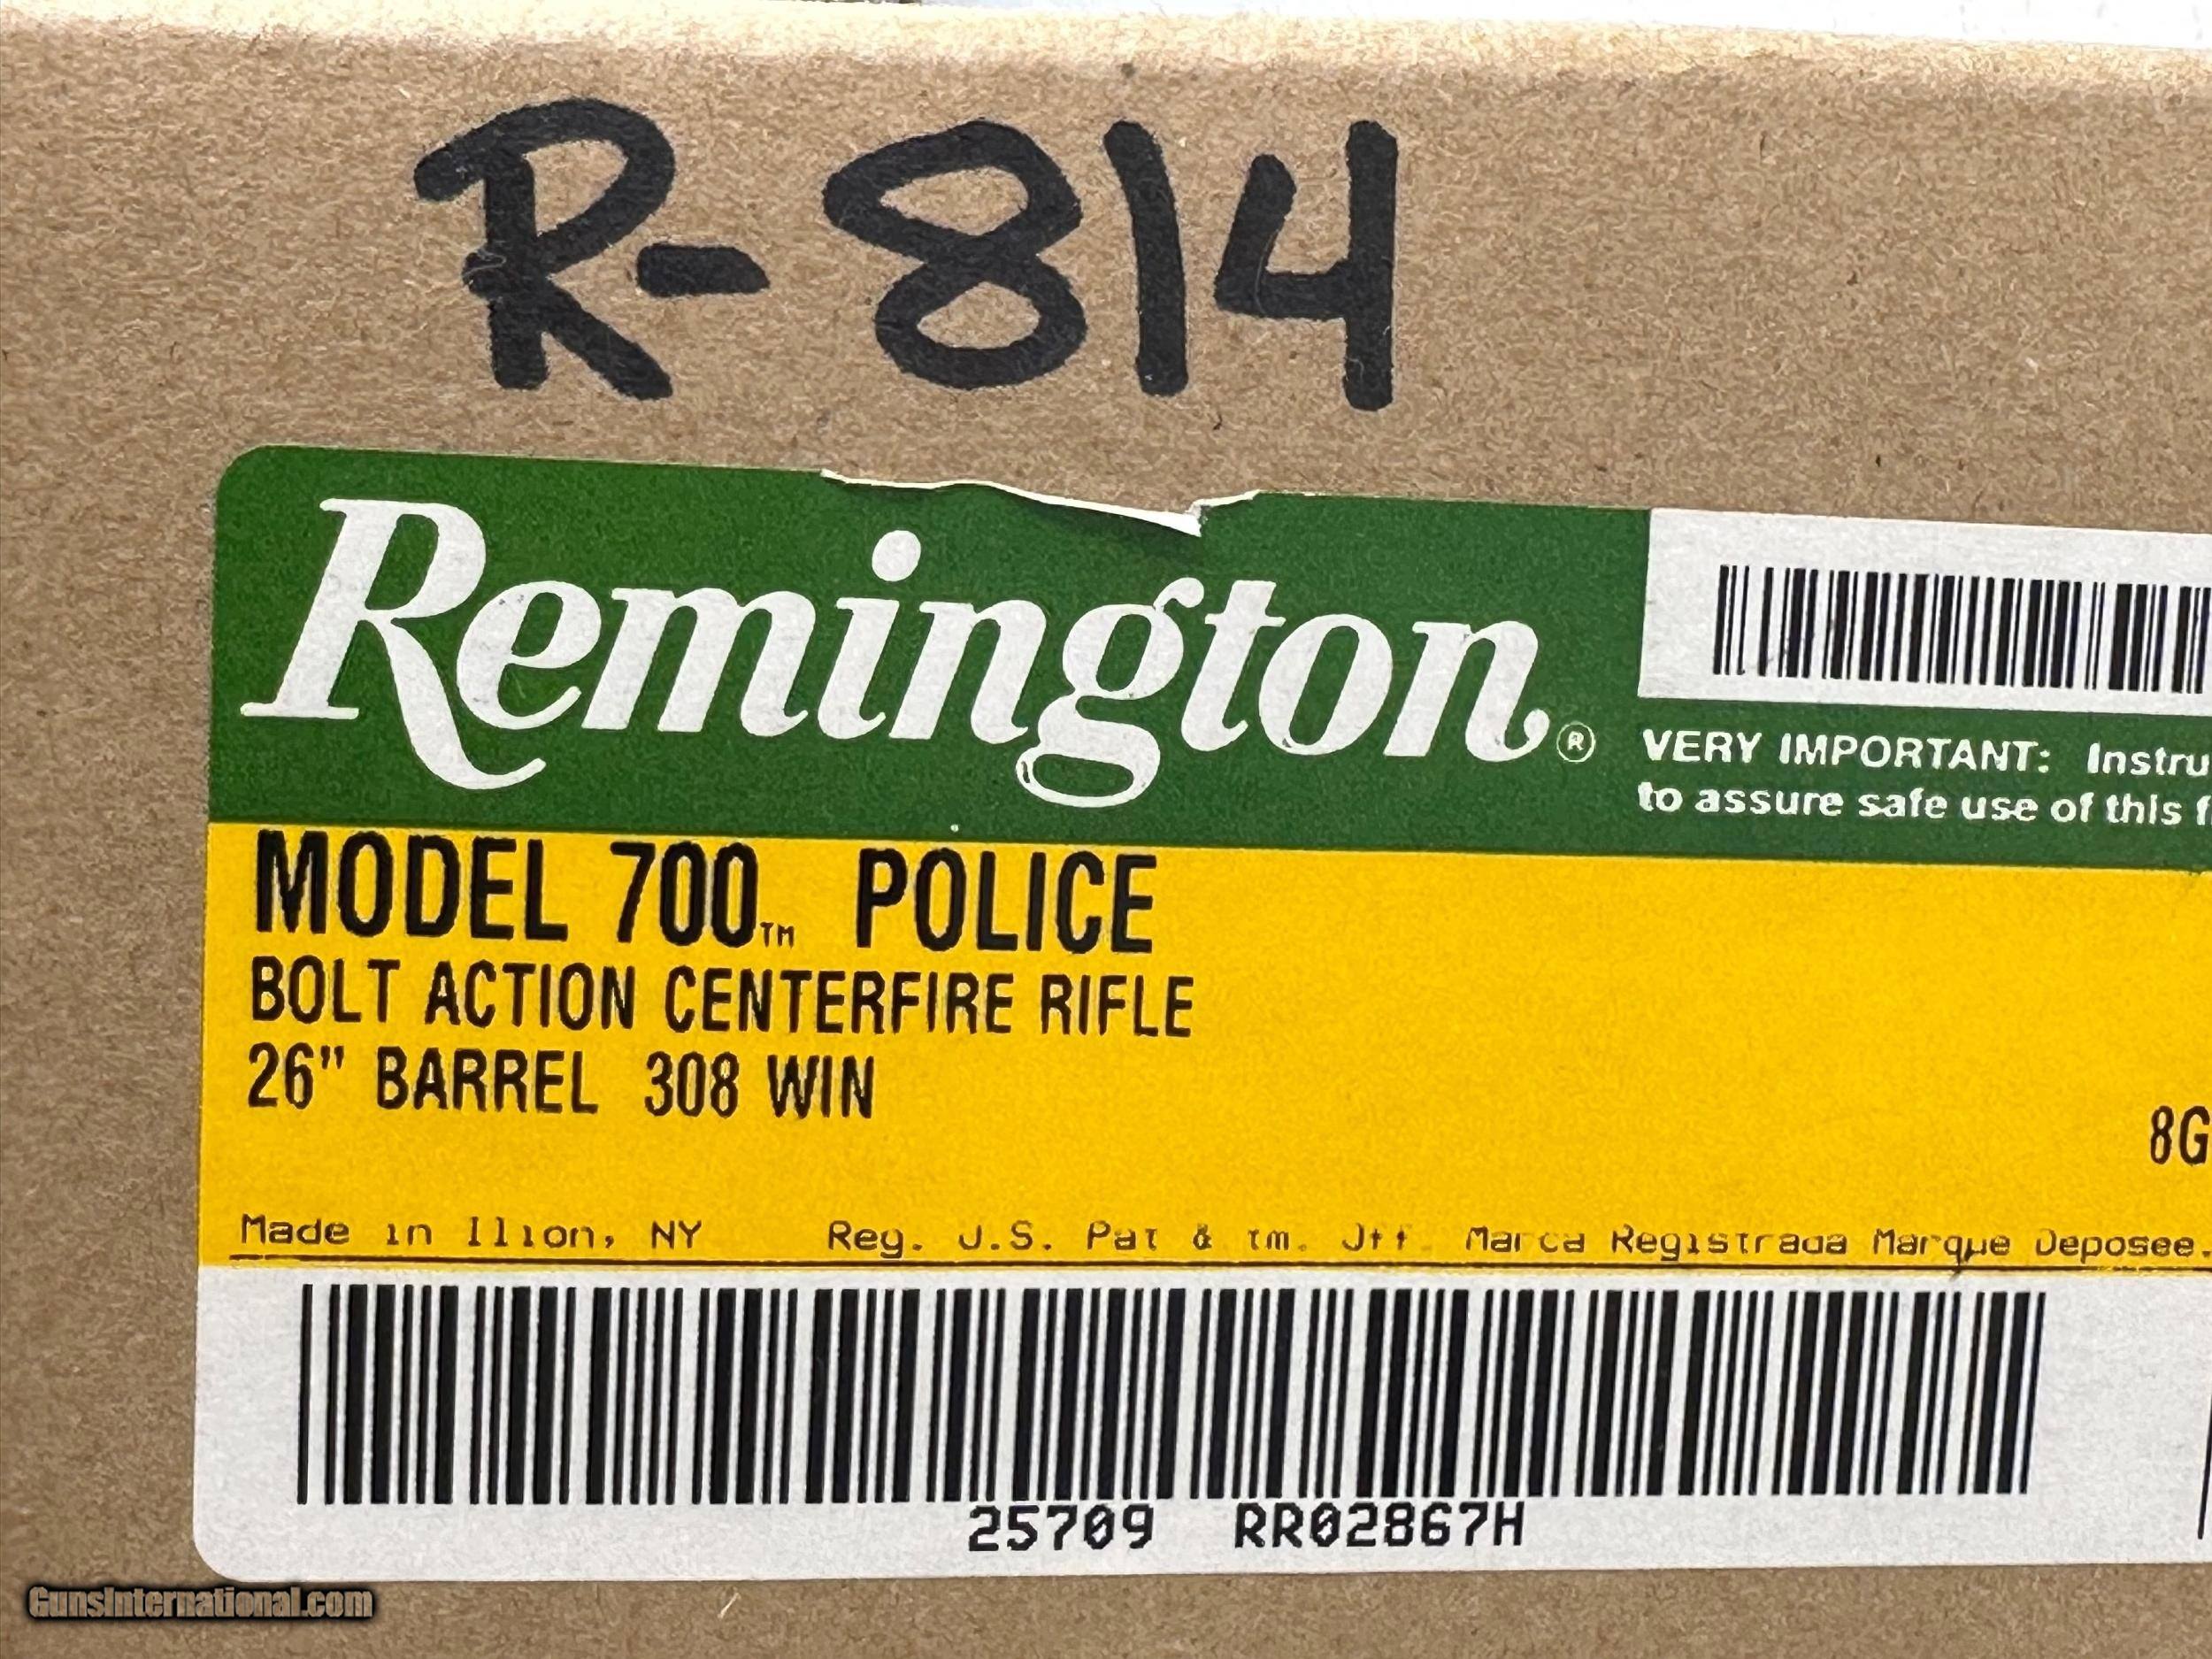 R-814
Remington®
VERY IMPORTANT: Instru
to assure safe use of this f
MODEL 700™ POLICE
BOLT ACTION CENTERFIRE RIFLE
26" BARREL 308 WIN
8G
Made in Ilion, NY Reg. U.S. Pat & tm. Off. Marca Registrada Marque Deposee.
25709 RR02867H
GunsInternational.com